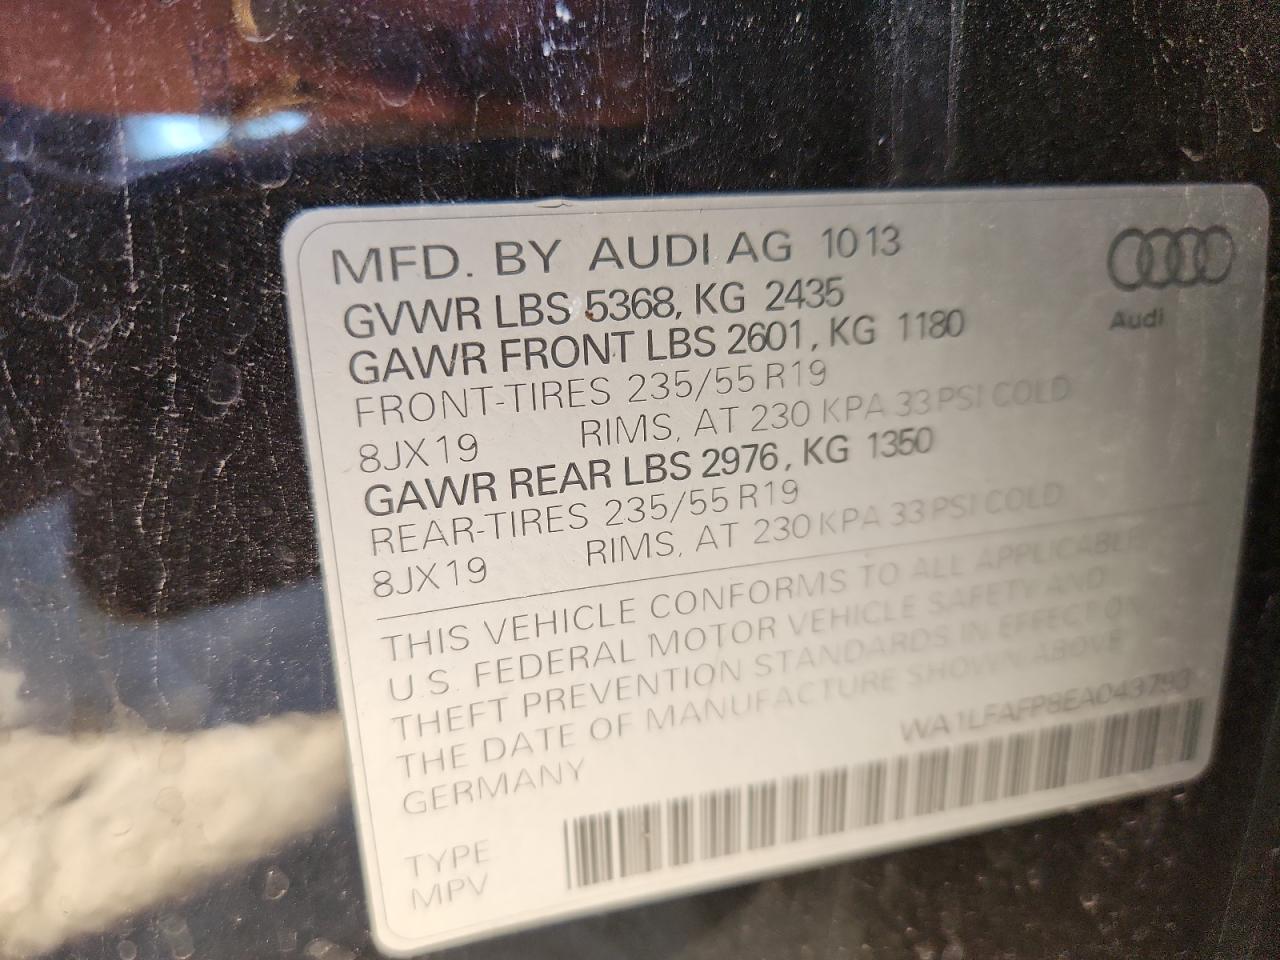 MFD. BY AUDI AG 10 13
GVWR LBS 5368, KG 2435
GAWR FRONT LBS 2601, KG 1180
FRONT-TIRES 235/55 R19
8JX19 RIMS, AT 230 KPA 33 PSI COLD
GAWR REAR LBS 2976, KG 1350
REAR-TIRES 235/55 R19
8JX19 RIMS, AT 230 KPA 33 PSI COLD
THIS VEHICLE CONFORMS TO ALL APPLICABLE
U.S. FEDERAL MOTOR VEHICLE SAFETY AND
THEFT PREVENTION STANDARDS IN EFFECT ON
THE DATE OF MANUFACTURE SHOWN ABOVE
GERMANY
WA1LFAFP8EA043793
TYPE
MPV
Audi